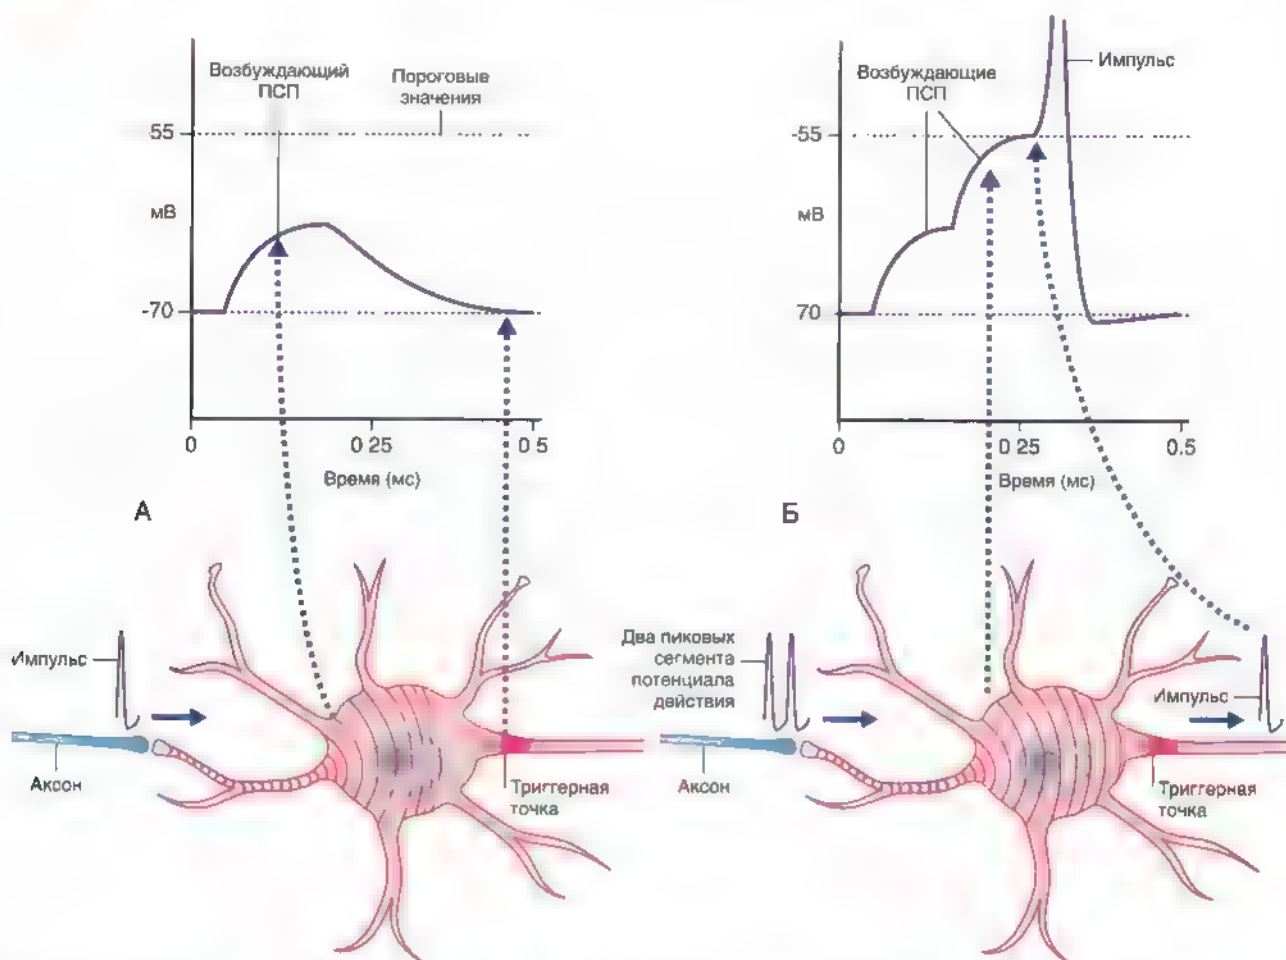 Возбуждающий
ПСП
Пороговые
значения
-55
мВ
-70
0
0 25
0 5
Время (мс)
А
Импульс
Аксон
Триггерная
точка
Возбуждающие
ПСП
Импульс
-55
мВ
70
0
0 25
0.5
Время (мс)
Б
Два пиковых
сегмента
потенциала
действия
Импульс
Аксон
Триггерная
точка